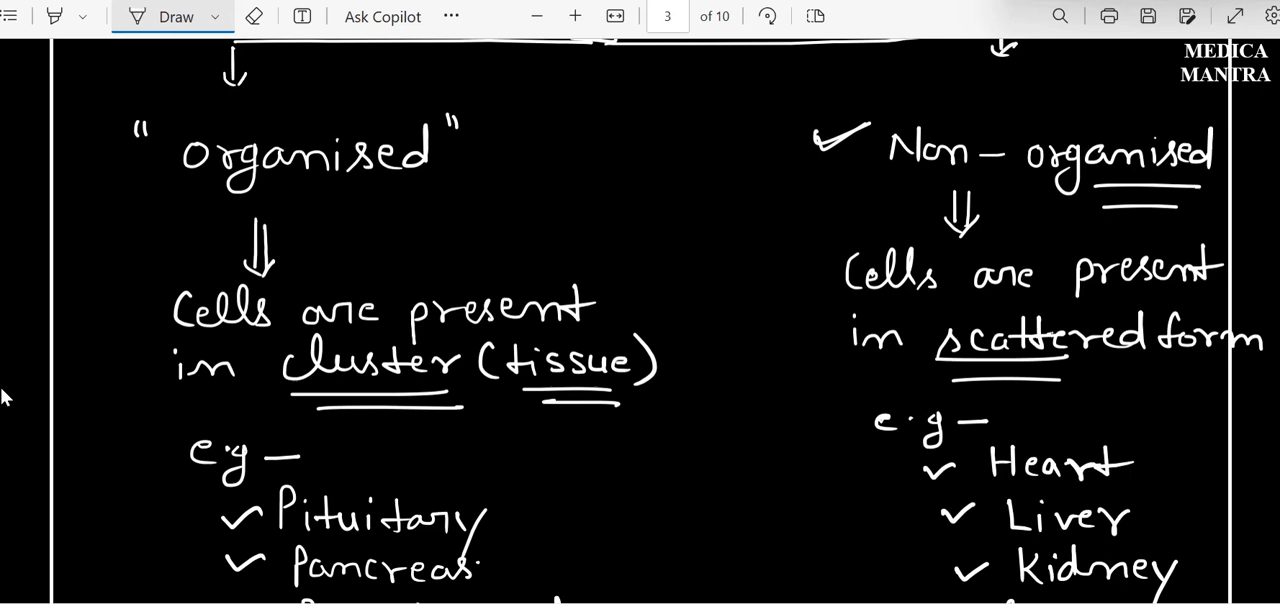 Draw
Ask Copilot
3 of 10
MEDICA
MANTRA
"organised"
Cells are present
in cluster (tissue)
e.g –
Pituitary
Pancreas
Non - organised
Cells are present
in scattered form
e.g –
Heart
Liver
Kidney